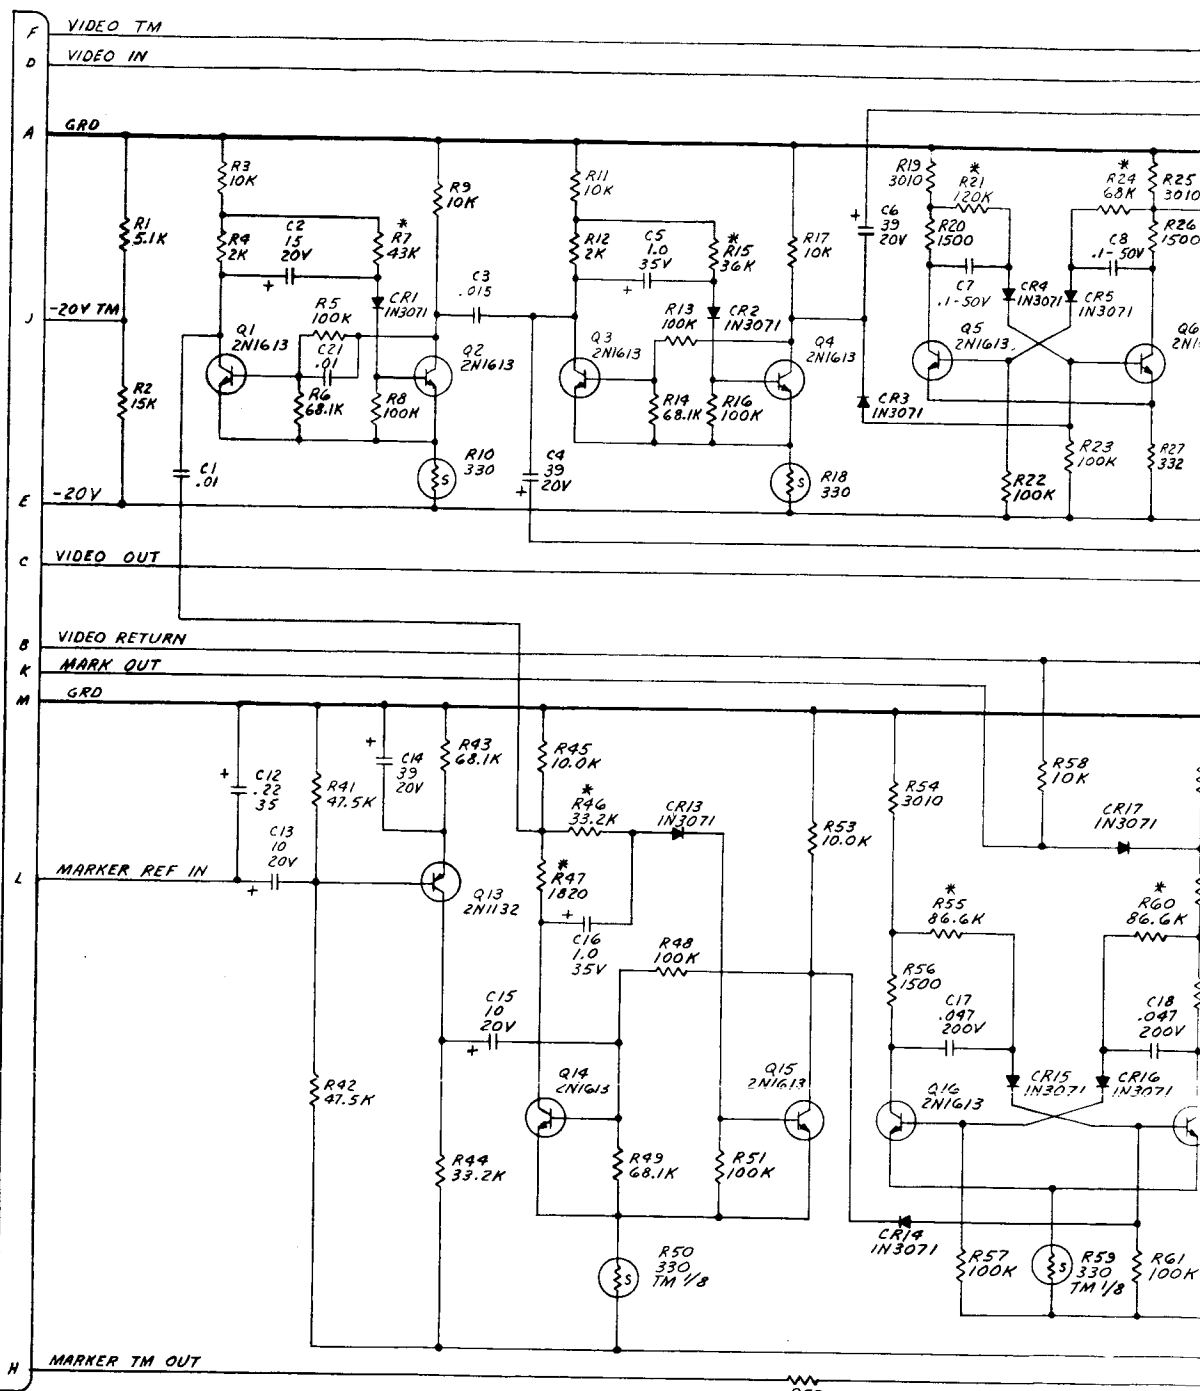 F VIDEO TM
D VIDEO IN
A GRD
R1
5.1K
R3
10K
R4
2K
C2
15
20V
+
*
R7
43K
R9
10K
R11
10K
R12
2K
C5
1.0
35V
+
*
R15
36K
R17
10K
+
C6
39
20V
R19
3010
*
R21
120K
R20
1500
*
R24
68K
R25
3010
R26
1500
C8
.1-50V
C7
.1-50V
CR4
1N3071
CR5
1N3071
J -20V TM
CR1
1N3071
C3
.015
R5
100K
C21
.01
Q1
2N1613
Q2
2N1613
R13
100K
CR2
1N3071
Q3
2N1613
Q4
2N1613
Q5
2N1613
Q6
R2
15K
R6
68.1K
R8
100K
R14
68.1K
R16
100K
CR3
1N3071
R10
330
S
C4
39
20V
+
R18
330
S
R22
100K
R23
100K
R27
332
C1
.01
E -20V
C VIDEO OUT
B VIDEO RETURN
K MARK OUT
M GRD
+
C12
.22
35
R41
47.5K
+
C14
39
20V
R43
68.1K
R45
10.0K
*
R46
33.2K
CR13
1N3071
R53
10.0K
R54
3010
R58
10K
CR17
1N3071
C13
10
20V
+
L MARKER REF IN
Q13
2N1132
*
R47
1820
+
C16
1.0
35V
R48
100K
*
R55
86.6K
*
R60
86.6K
R56
1500
C17
.047
200V
C18
.047
200V
C15
10
20V
+
R42
47.5K
Q14
2N1613
Q15
2N1613
Q16
2N1613
CR15
1N3071
CR16
1N3071
R44
33.2K
R49
68.1K
R51
100K
CR14
1N3071
R50
330
TM 1/8
S
R57
100K
S
R59
330
TM 1/8
R61
100K
H MARKER TM OUT